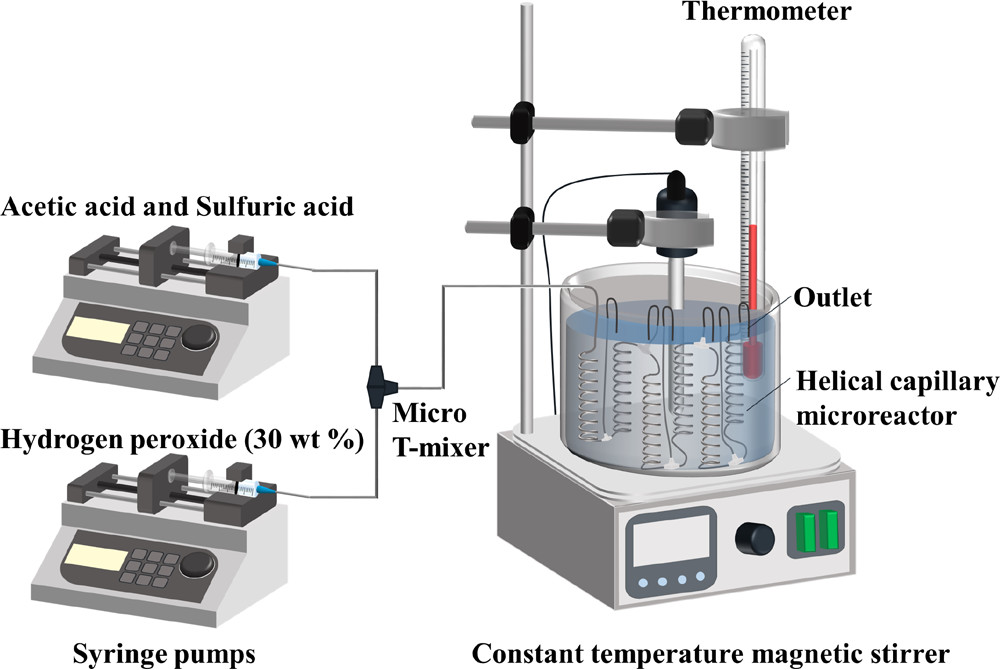 Thermometer
Acetic acid and Sulfuric acid
Outlet
Helical capillary
microreactor
Micro
T-mixer
Hydrogen peroxide (30 wt %)
Syringe pumps
Constant temperature magnetic stirrer